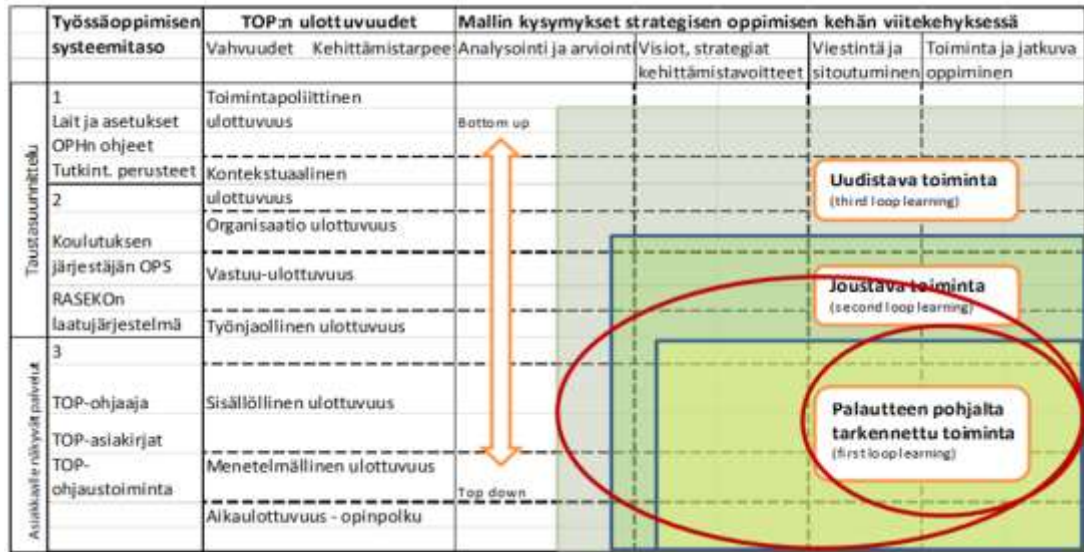 Työssäoppimisen
systeemitaso
TOP:n ulottuvuudet
Vahvuudet Kehittämistarpee
Mallin kysymykset strategisen oppimisen kehän viitekehyksessä
Analysointi ja arviointi
Visiot, strategiat
kehittämistavoitteet
Viestintä ja
sitoutuminen
Toiminta ja jatkuva
oppiminen
Taustasuunnittelu
1
Lait ja asetukset
OPHn ohjeet
Tutkint. perusteet
2
Koulutuksen
järjestäjän OPS
RASEKOn
laatujärjestelmä
Asiakkaalle näkyvät palvelut
3
TOP-ohjaaja
TOP-asiakirjat
TOP-
ohjaustoiminta
Toimintapoliittinen
ulottuvuus
Kontekstuaalinen
ulottuvuus
Organisaatio ulottuvuus
Vastuu-ulottuvuus
Työnjaollinen ulottuvuus
Sisällöllinen ulottuvuus
Menetelmällinen ulottuvuus
Aikaulottuvuus - opinpolku
Bottom up
Top down
Uudistava toiminta
(third loop learning)
Joustava toiminta
(second loop learning)
Palautteen pohjalta
tarkennettu toiminta
(first loop learning)